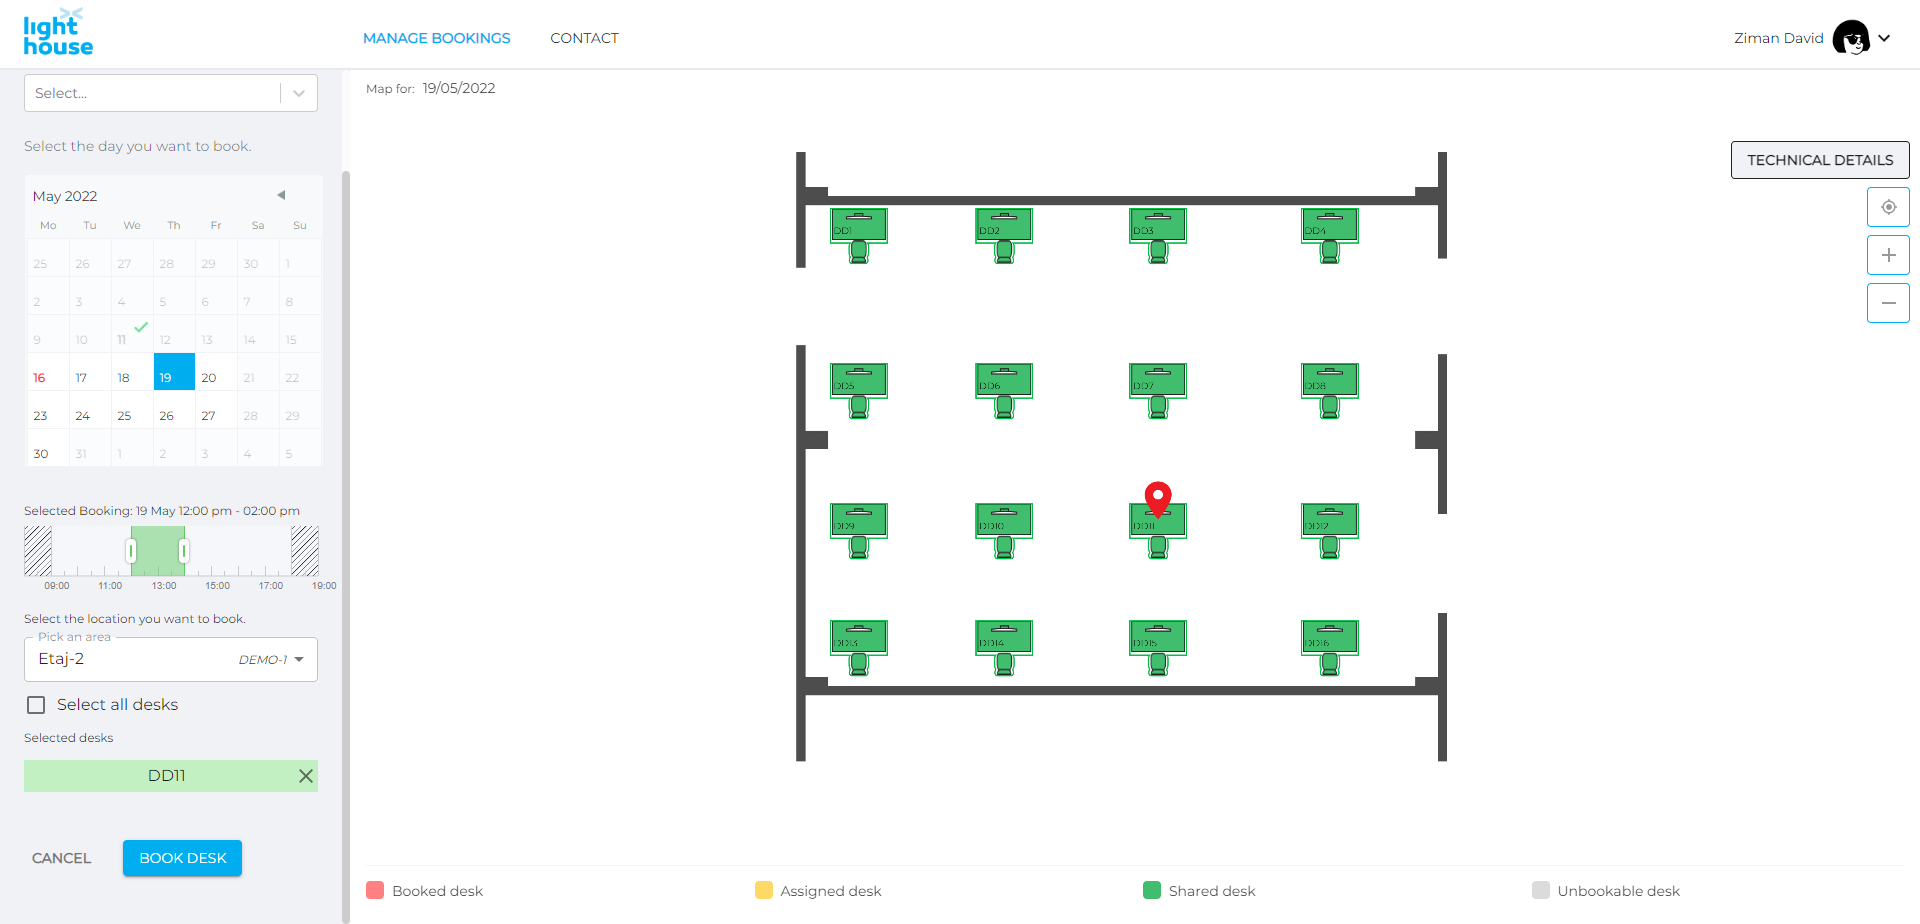 light
house
MANAGE BOOKINGS
CONTACT
Ziman David
Select...
Map for: 19/05/2022
Select the day you want to book.
TECHNICAL DETAILS
May 2022
Mo Tu We Th Fr Sa Su
25 26 27 28 29 30 1
2 3 4 5 6 7 8
9 10 11 12 13 14 15
16 17 18 19 20 21 22
23 24 25 26 27 28 29
30 31 1 2 3 4 5
Selected Booking: 19 May 12:00 pm - 02:00 pm
09:00 11:00 13:00 15:00 17:00 19:00
Select the location you want to book.
Pick an area
Etaj-2 DEMO-1
Select all desks
Selected desks
DD11
CANCEL
BOOK DESK
DD1 DD2 DD3 DD4
DD5 DD6 DD7 DD8
DD9 DD10 DD11 DD12
DD13 DD14 DD15 DD16
Booked desk
Assigned desk
Shared desk
Unbookable desk